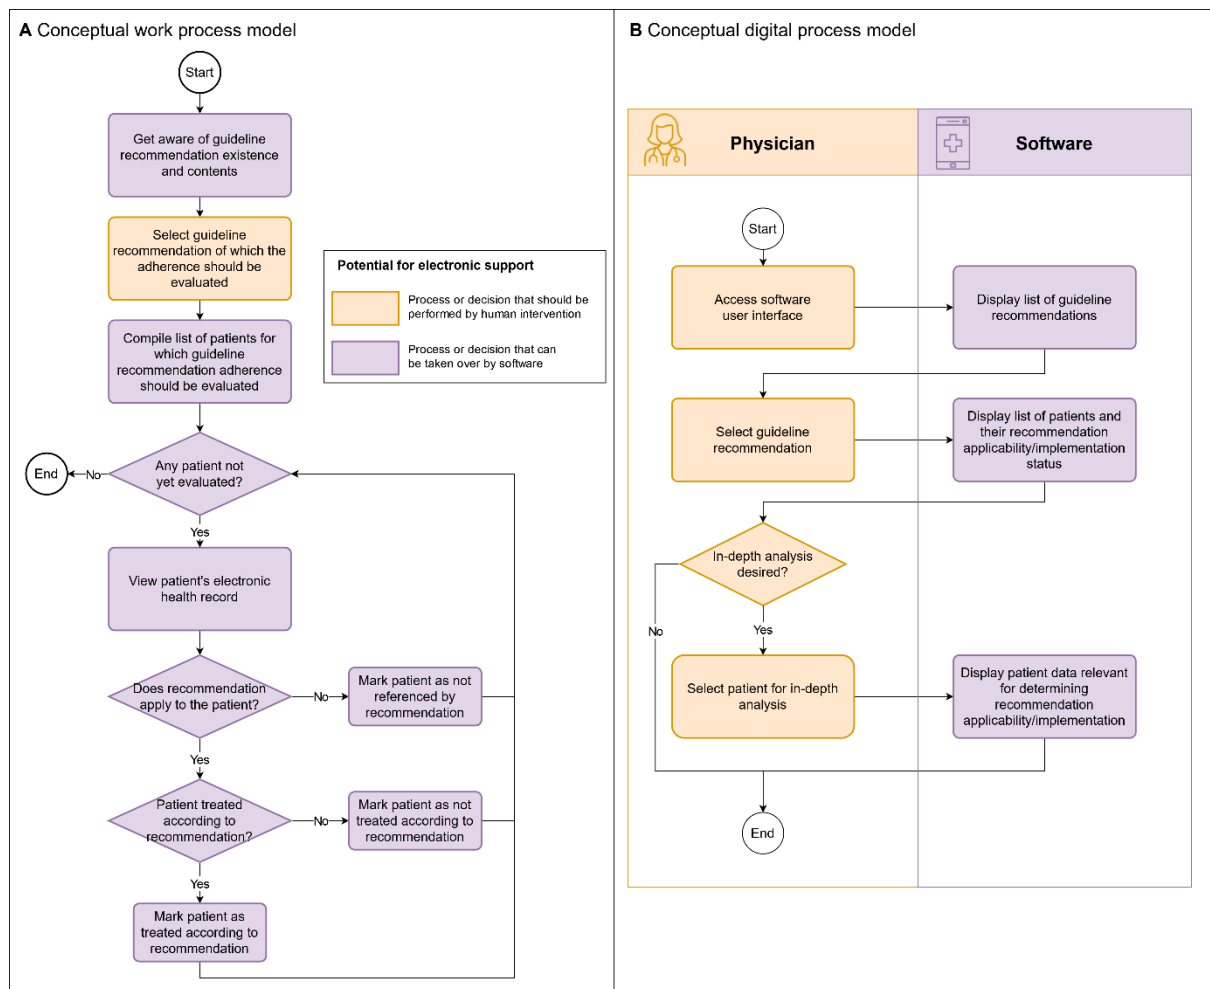 A Conceptual work process model
Start
Get aware of guideline
recommendation existence
and contents
Select guideline
recommendation of which the
adherence should be
evaluated
Compile list of patients for
which guideline
recommendation adherence
should be evaluated
Any patient not
yet evaluated?
No
End
Yes
View patient's electronic
health record
Does recommendation
apply to the patient?
No
Mark patient as not
referenced by
recommendation
Yes
Patient treated
according to
recommendation?
No
Mark patient as not
treated according to
recommendation
Yes
Mark patient as
treated according to
recommendation
Potential for electronic support
Process or decision that should be
performed by human intervention
Process or decision that can
be taken over by software
B Conceptual digital process model
Physician
Software
Start
Access software
user interface
Display list of guideline
recommendations
Select guideline
recommendation
Display list of patients and
their recommendation
applicability/implementation
status
In-depth analysis
desired?
No
Yes
Select patient for in-depth
analysis
Display patient data relevant
for determining
recommendation
applicability/implementation
End